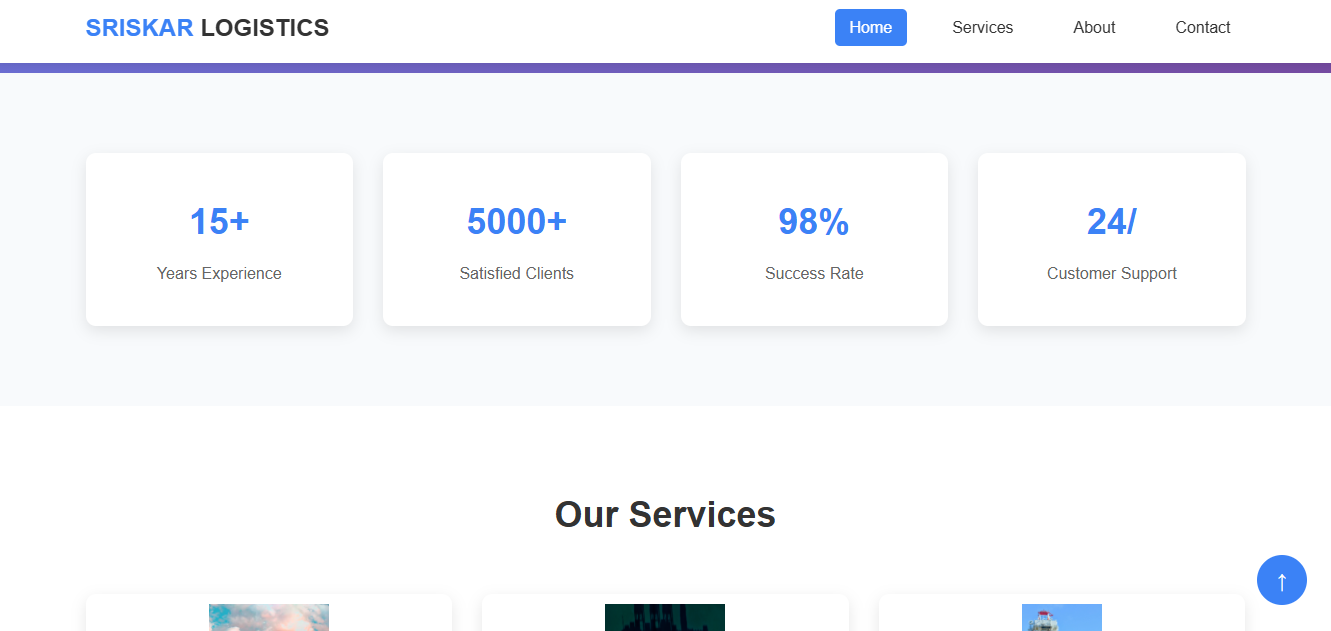 SRISKAR LOGISTICS
Home Services About Contact
15+ 5000+ 98% 24/
Years Experience Satisfied Clients Success Rate Customer Support
Our Services
↑